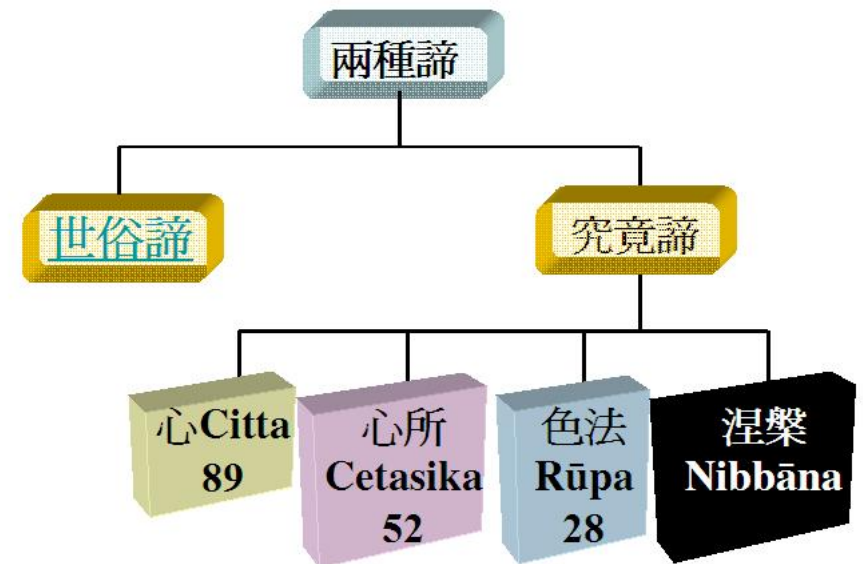 兩種諦
世俗諦
究竟諦
心Citta
89
心所
Cetasika
52
色法
Rūpa
28
涅槃
Nibbāna